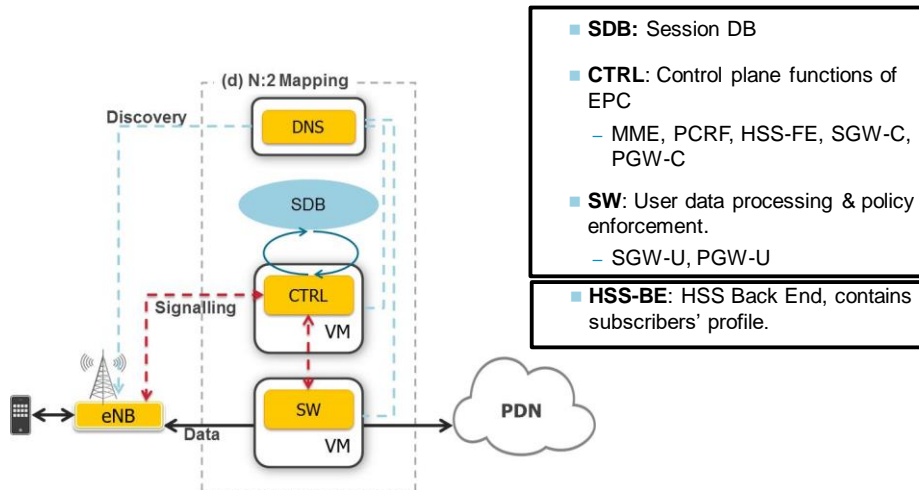 (d) N:2 Mapping
Discovery
DNS
SDB
CTRL
Signalling
VM
SW
eNB
Data
VM
PDN
SDB: Session DB
CTRL: Control plane functions of
EPC
– MME, PCRF, HSS-FE, SGW-C,
PGW-C
SW: User data processing & policy
enforcement.
– SGW-U, PGW-U
HSS-BE: HSS Back End, contains
subscribers’ profile.